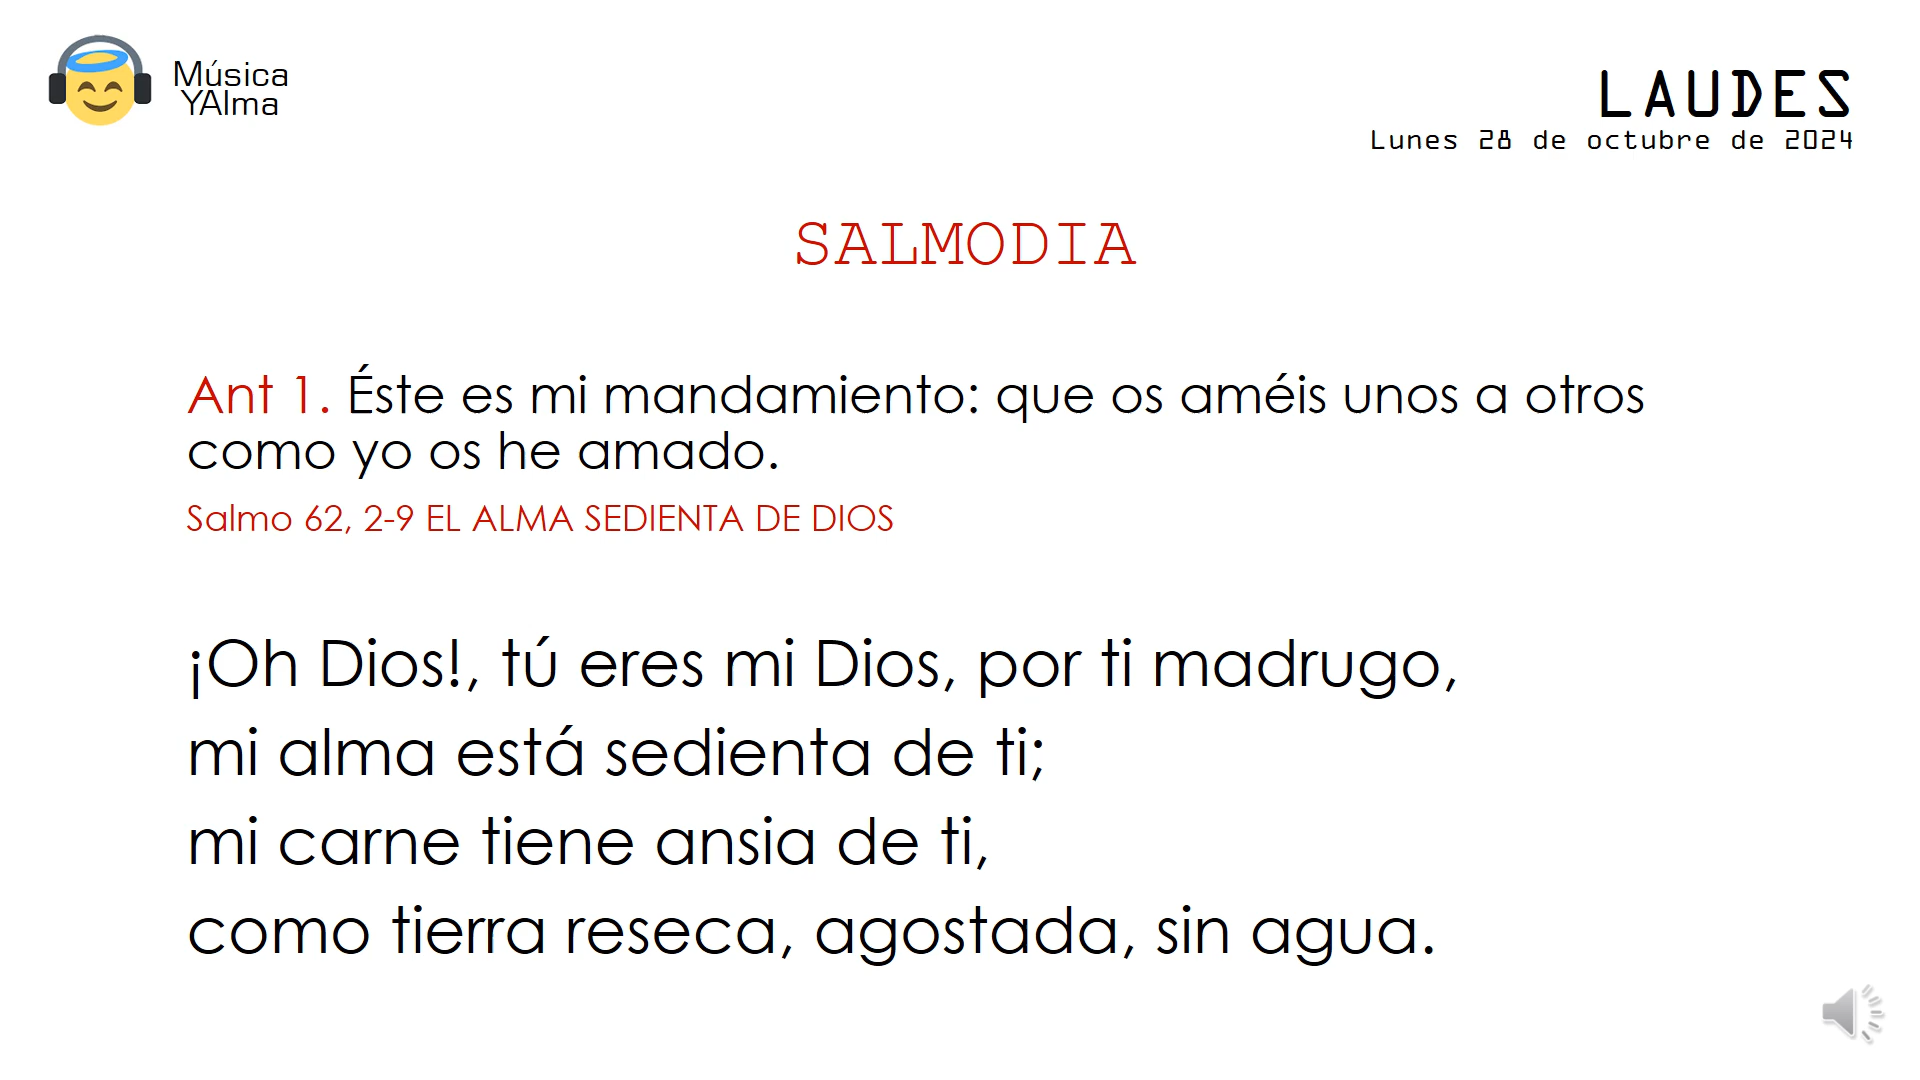 Música
YAlma
LAUDES
Lunes 28 de octubre de 2024
SALMODIA
Ant 1. Éste es mi mandamiento: que os améis unos a otros
como yo os he amado.
Salmo 62, 2-9 EL ALMA SEDIENTA DE DIOS
¡Oh Dios!, tú eres mi Dios, por ti madrugo,
mi alma está sedienta de ti;
mi carne tiene ansia de ti,
como tierra reseca, agostada, sin agua.